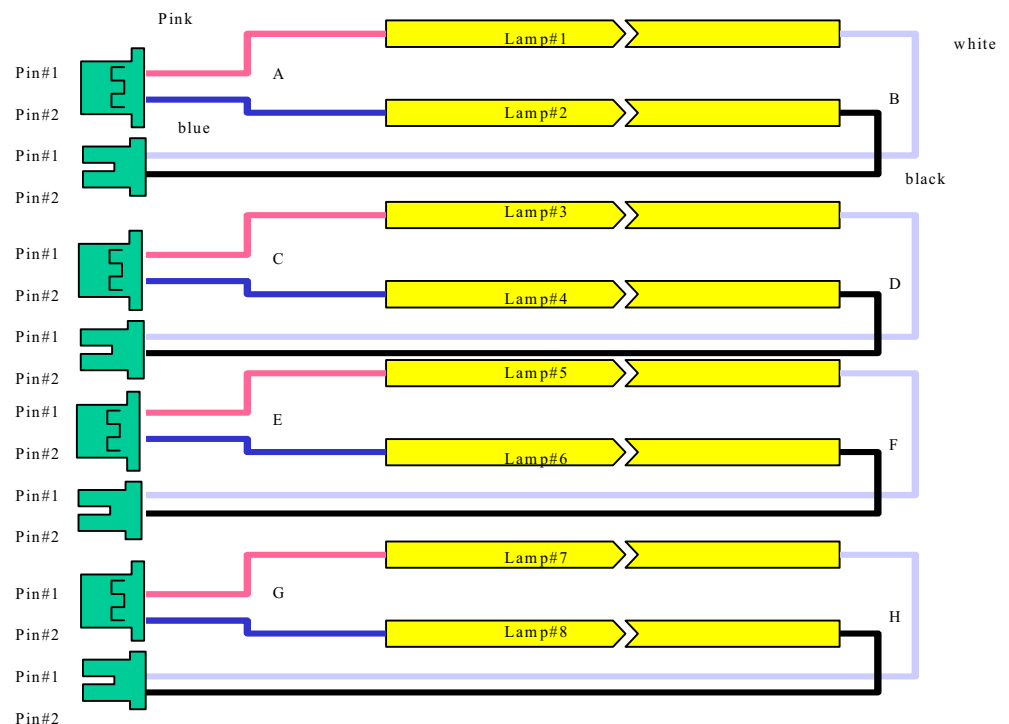 Pink
Lamp#1
white
Pin#1
A
B
Pin#2
Lamp#2
blue
Pin#1
black
Pin#2
Lamp#3
Pin#1
C
D
Pin#2
Lamp#4
Pin#1
Lamp#5
Pin#2
Pin#1
E
F
Pin#2
Lamp#6
Pin#1
Pin#2
Lamp#7
Pin#1
G
H
Pin#2
Lamp#8
Pin#1
Pin#2